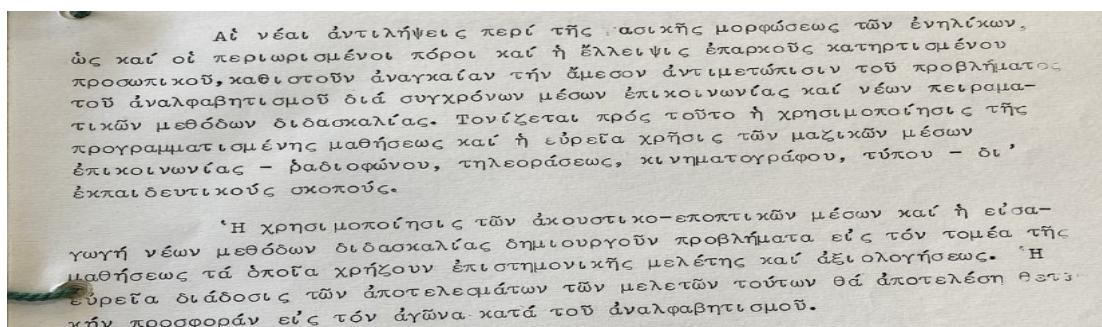 Αἱ νέαι ἀντιλήψεις περί τῆς ασικῆς μορφώσεως τῶν ἐνηλίκων,
ὡς καί οἱ περιωρισμένοι πόροι καί ἡ ἔλλειψις ἐπαρκοῦς κατηρτισμένου
προσωπικοῦ,καθιστοῦν ἀναγκαίαν τήν ἄμεσον ἀντιμετώπισιν τοῦ προβλήματος
τοῦ ἀναλφαβητισμοῦ διά συγχρόνων μέσων ἐπικοινωνίας καί νέων πειραμα-
τικῶν μεθόδων διδασκαλίας. Τονίζεται πρός τοῦτο ἡ χρησιμοποίησις τῆς
προγραμματισμένης μαθήσεως καί ἡ εὐρεῖα χρῆσις τῶν μαζικῶν μέσων
ἐπικοινωνίας - ραδιοφώνου, τηλεοράσεως, κινηματογράφου, τύπου - δι'
ἐκπαιδευτικούς σκοπούς.
Ἡ χρησιμοποίησις τῶν ἀκουστικο-εποπτικῶν μέσων καί ἡ εἰσα-
γωγή νέων μεθόδων διδασκαλίας δημιουργοῦν προβλήματα εἰς τόν τομέα τῆς
μαθήσεως τά ὁποῖα χρήζουν ἐπιστημονικῆς μελέτης καί ἀξιολογήσεως. Ἡ
εὐρεῖα διάδοσις τῶν ἀποτελεσμάτων τῶν μελετῶν τούτων θά ἀποτελέση θετι-
κήν προσφοράν εἰς τόν ἀγῶνα κατά τοῦ ἀναλφαβητισμοῦ.